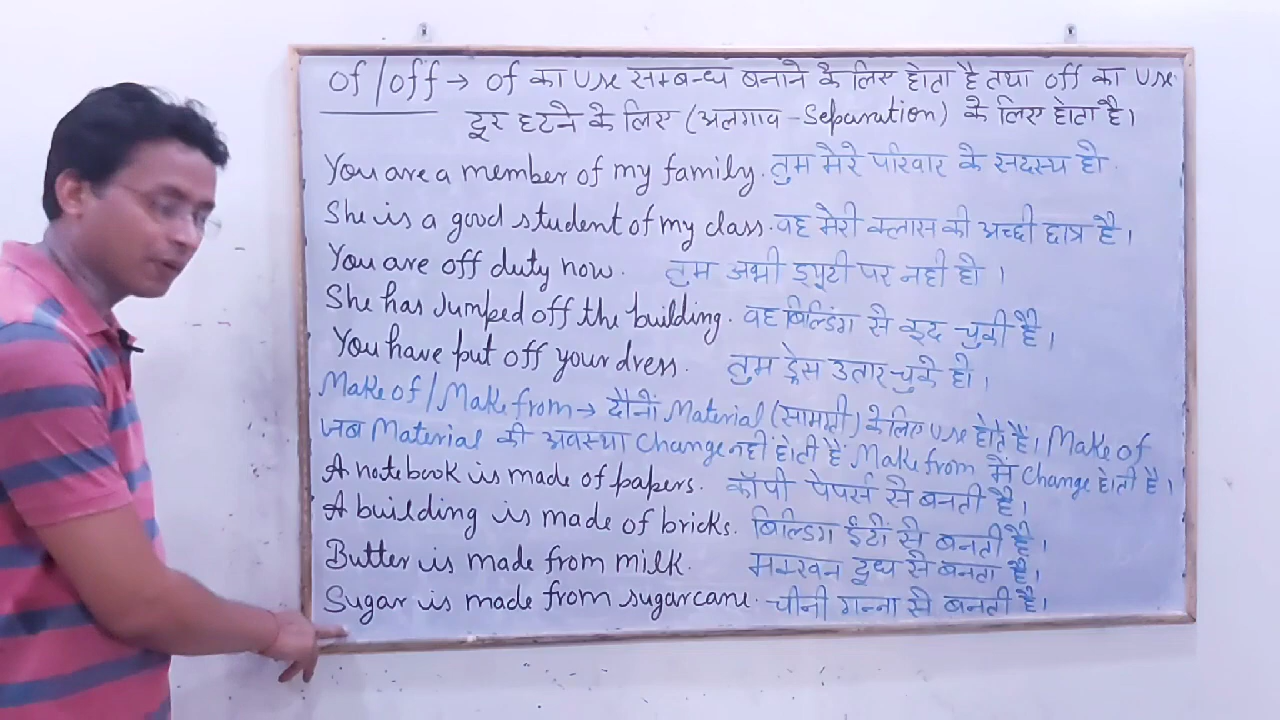 of/off → of का Use सम्बन्ध बनाने के लिए होता है तथा off का Use
दूर हटने के लिए (अलगाव - Separation) के लिए होता है।
You are a member of my family. तुम मेरे परिवार के सदस्य हो.
She is a good student of my class. वह मेरी क्लास की अच्छी छात्र है।
You are off duty now. तुम अभी ड्यूटी पर नहीं हो।
She has Jumped off the building. वह बिल्डिंग से कूद चुकी है।
You have put off your dress. तुम ड्रेस उतार चुके हो।
Make of/Make from → दोनों Material (सामग्री) के लिए Use होते हैं। Make of
जब Material की अवस्था Change नहीं होती है Make from में Change होती है।
A notebook is made of papers. कॉपी पेपर्स से बनती है।
A building is made of bricks. बिल्डिंग ईंटों से बनती है।
Butter is made from milk. मक्खन दूध से बनता है।
Sugar is made from sugarcane. चीनी गन्ना से बनती है।